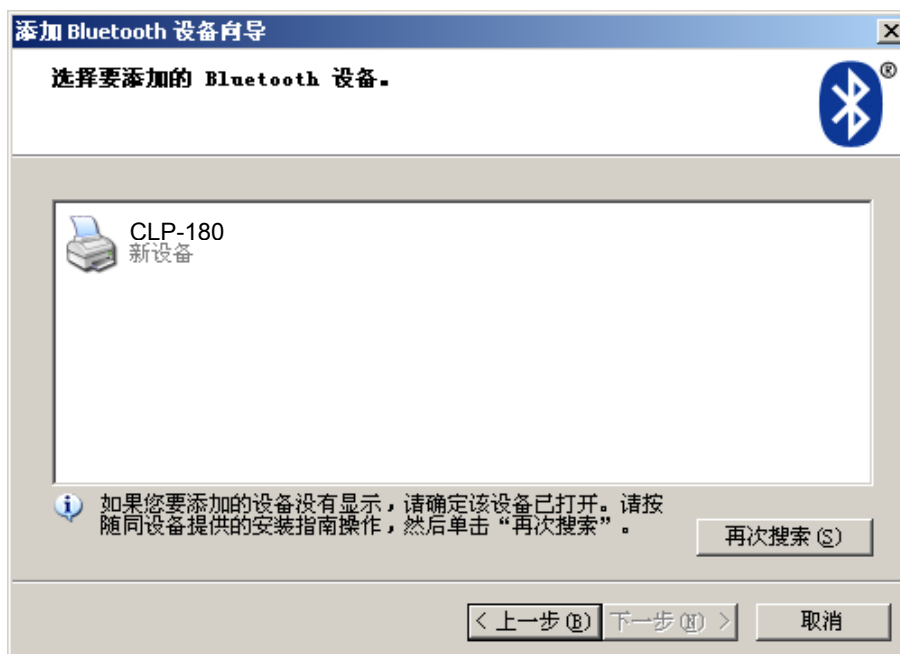 添加 Bluetooth 设备向导
选择要添加的 Bluetooth 设备。
®
CLP-180
新设备
如果您要添加的设备没有显示，请确定该设备已打开。请按
随同设备提供的安装指南操作，然后单击“再次搜索”。
再次搜索(S)
< 上一步(B)
下一步(N) >
取消